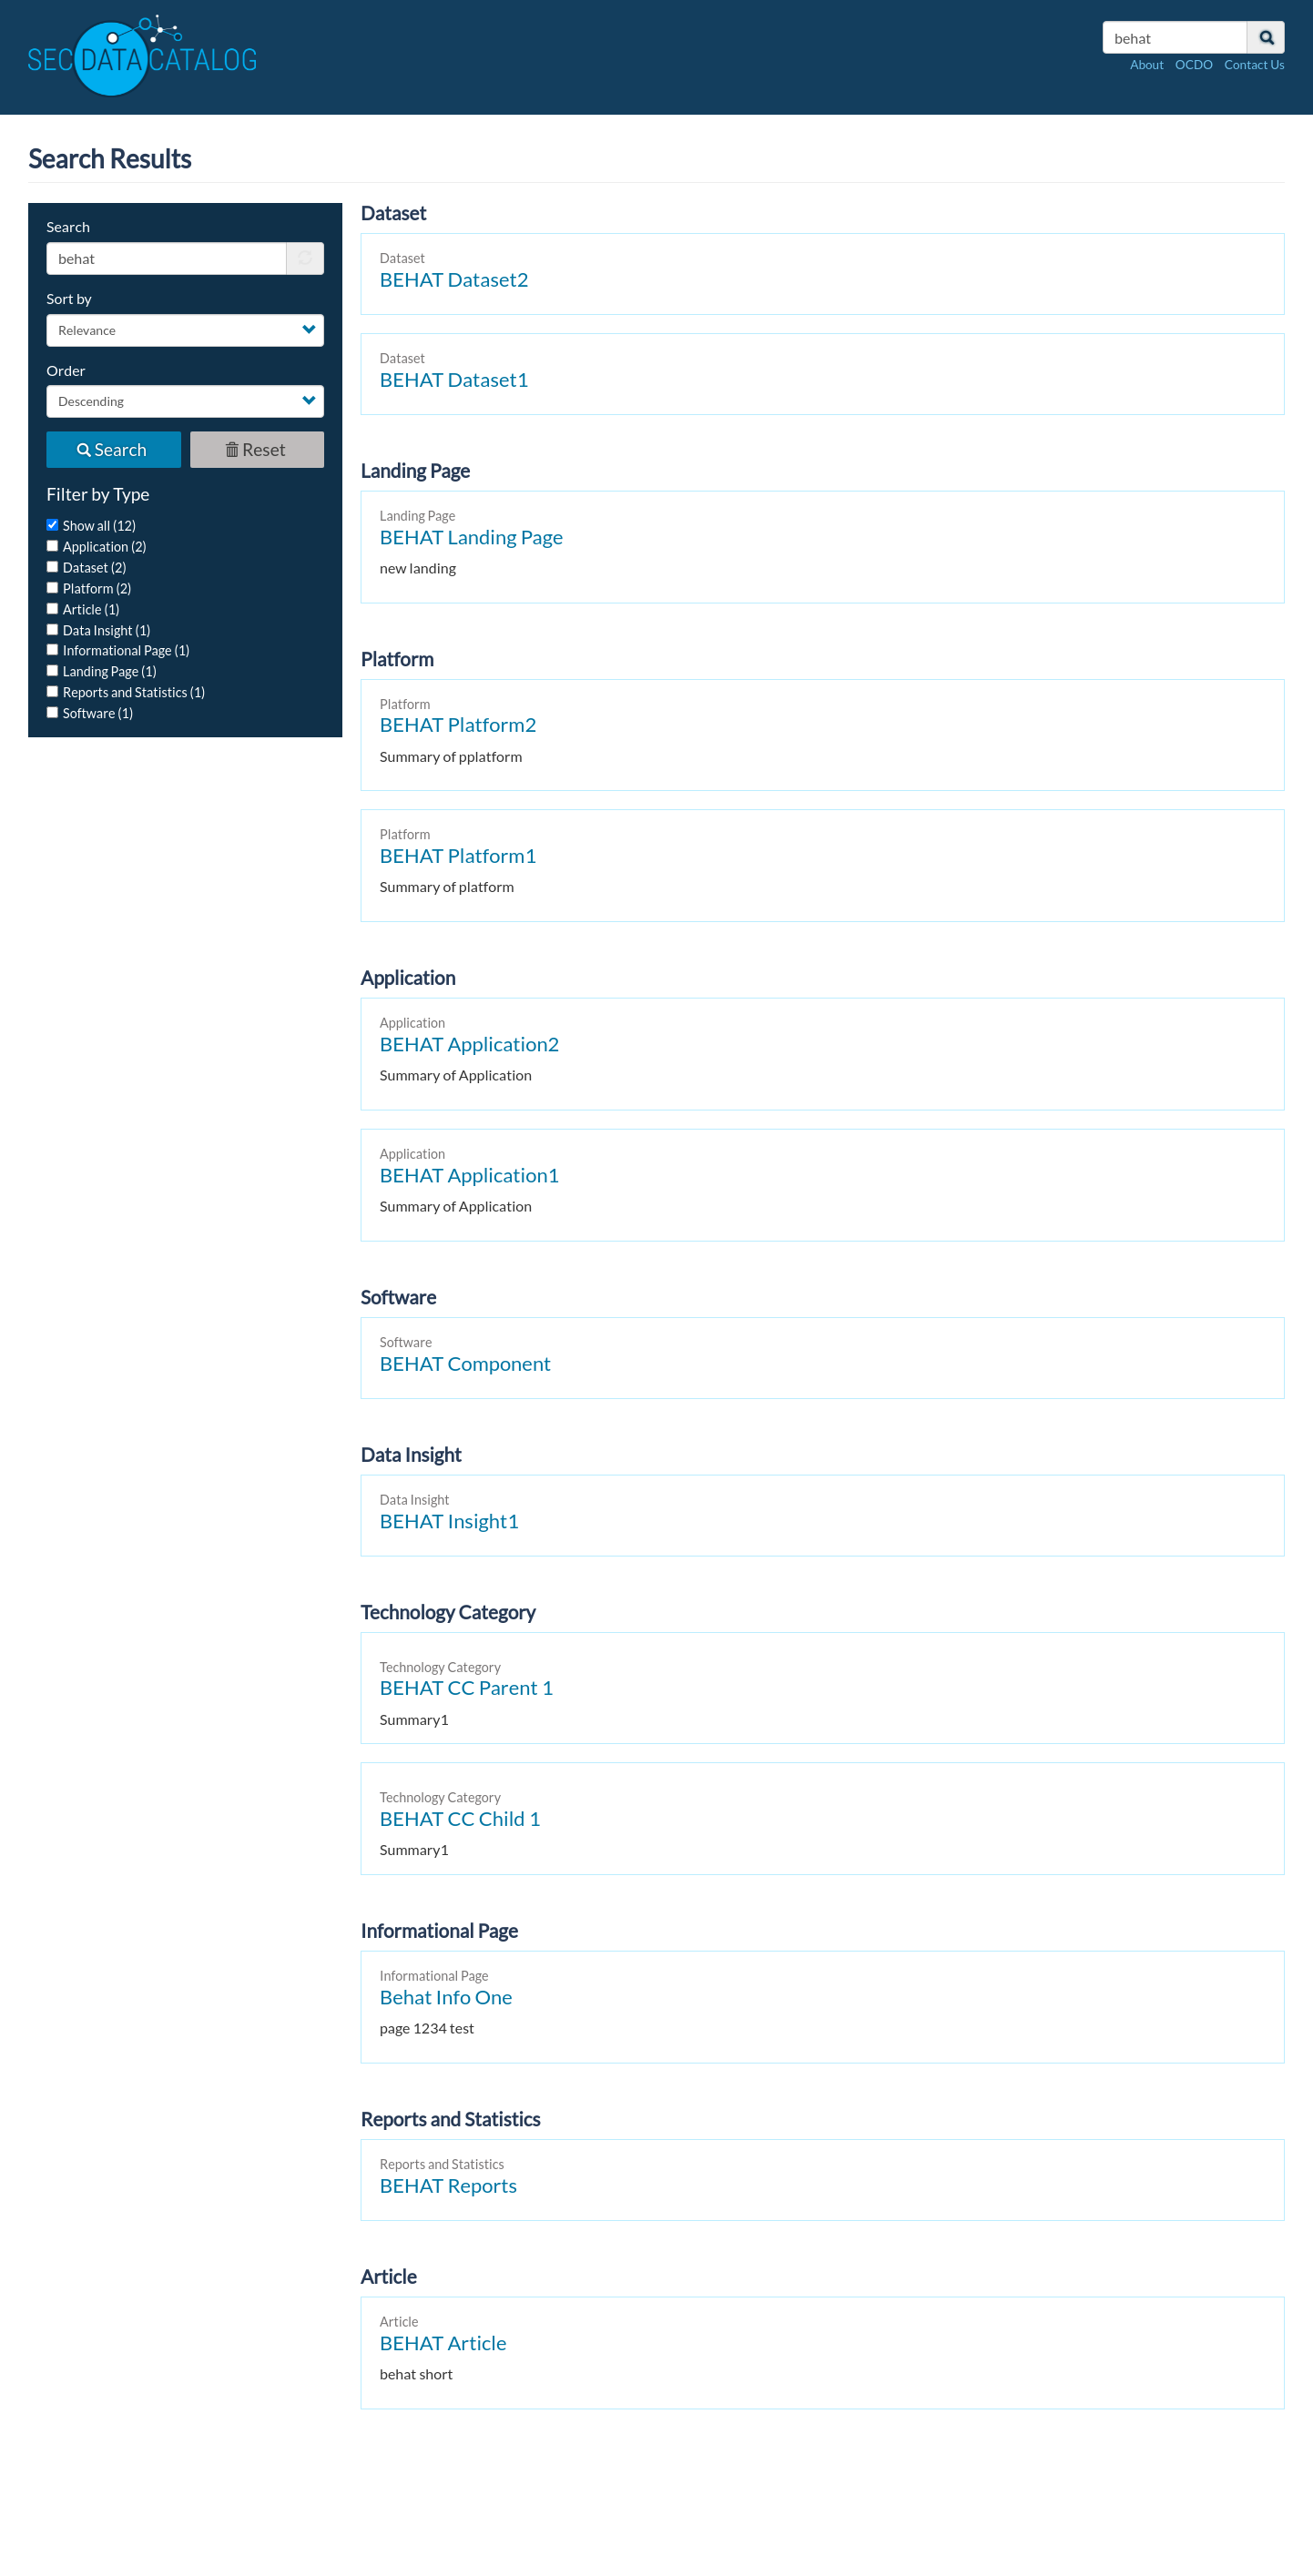 SECDATACATALOG
behat
About OCDO Contact Us
Search Results
Search
behat
Sort by
Relevance
Order
Descending
Search Reset
Filter by Type
Show all (12)
Application (2)
Dataset (2)
Platform (2)
Article (1)
Data Insight (1)
Informational Page (1)
Landing Page (1)
Reports and Statistics (1)
Software (1)
Dataset
Dataset
BEHAT Dataset2
Dataset
BEHAT Dataset1
Landing Page
Landing Page
BEHAT Landing Page
new landing
Platform
Platform
BEHAT Platform2
Summary of pplatform
Platform
BEHAT Platform1
Summary of platform
Application
Application
BEHAT Application2
Summary of Application
Application
BEHAT Application1
Summary of Application
Software
Software
BEHAT Component
Data Insight
Data Insight
BEHAT Insight1
Technology Category
Technology Category
BEHAT CC Parent 1
Summary1
Technology Category
BEHAT CC Child 1
Summary1
Informational Page
Informational Page
Behat Info One
page 1234 test
Reports and Statistics
Reports and Statistics
BEHAT Reports
Article
Article
BEHAT Article
behat short